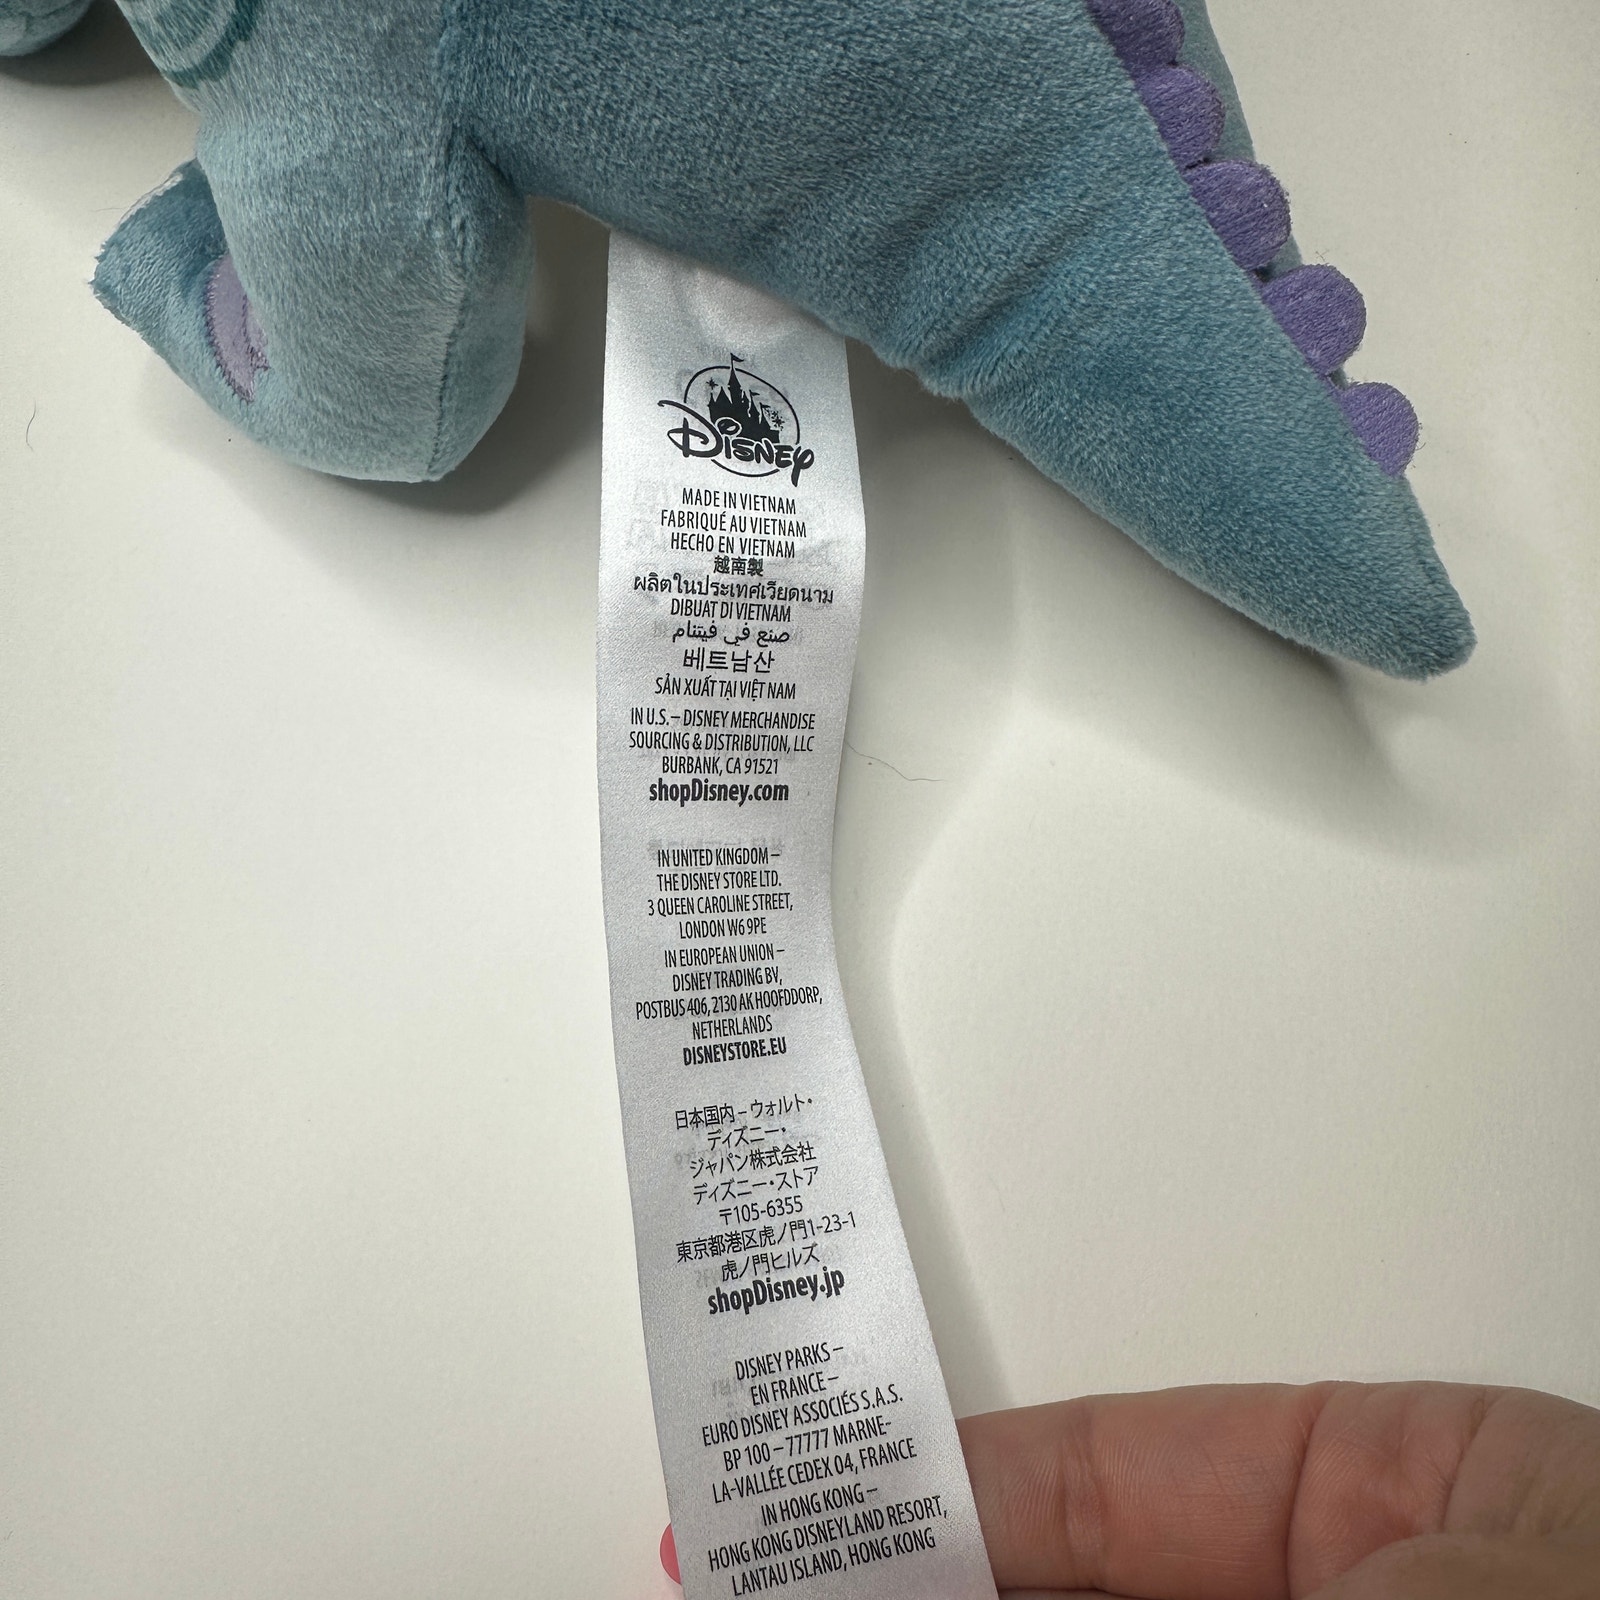 Disney
MADE IN VIETNAM
FABRIQUÉ AU VIETNAM
HECHO EN VIETNAM
越南製
ผลิตในประเทศเวียดนาม
DIBUAT DI VIETNAM
صنع في فيتنام
베트남산
SẢN XUẤT TẠI VIỆT NAM
IN U.S. – DISNEY MERCHANDISE
SOURCING & DISTRIBUTION, LLC
BURBANK, CA 91521
shopDisney.com
IN UNITED KINGDOM –
THE DISNEY STORE LTD.
3 QUEEN CAROLINE STREET,
LONDON W6 9PE
IN EUROPEAN UNION –
DISNEY TRADING BV,
POSTBUS 406, 2130 AK HOOFDDORP,
NETHERLANDS
DISNEYSTORE.EU
日本国内 – ウォルト・
ディズニー・
ジャパン株式会社
ディズニー・ストア
〒105-6355
東京都港区虎ノ門1-23-1
虎ノ門ヒルズ
shopDisney.jp
DISNEY PARKS –
EN FRANCE –
EURO DISNEY ASSOCIÉS S.A.S.
BP 100 – 77777 MARNE-
LA-VALLÉE CEDEX 04, FRANCE
IN HONG KONG –
HONG KONG DISNEYLAND RESORT,
LANTAU ISLAND, HONG KONG